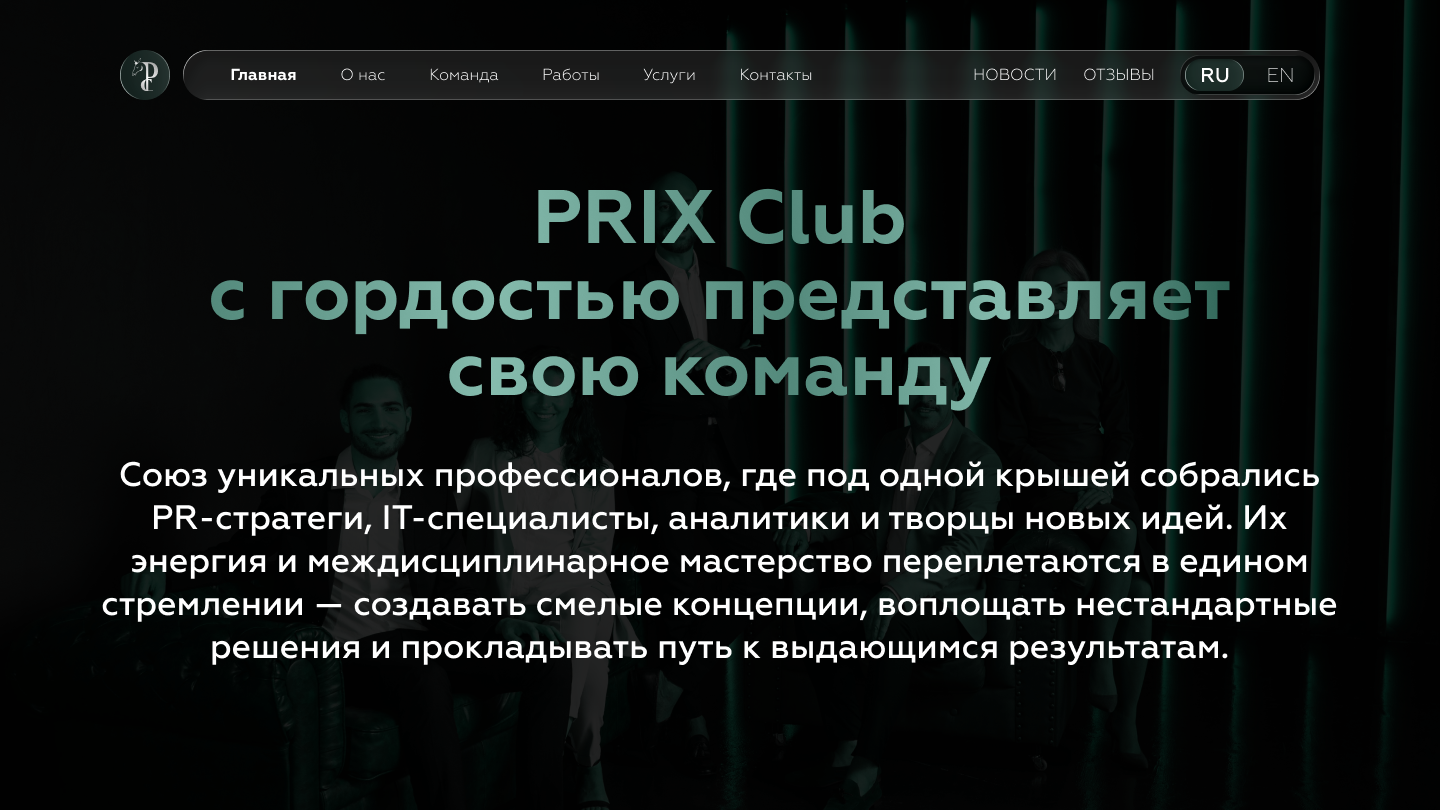 Главная
О нас
Команда
Работы
Услуги
Контакты
НОВОСТИ
ОТЗЫВЫ
RU
EN
PRIX Club
с гордостью представляет
свою команду
Союз уникальных профессионалов, где под одной крышей собрались
PR-стратеги, IT-специалисты, аналитики и творцы новых идей. Их
энергия и междисциплинарное мастерство переплетаются в едином
стремлении — создавать смелые концепции, воплощать нестандартные
решения и прокладывать путь к выдающимся результатам.